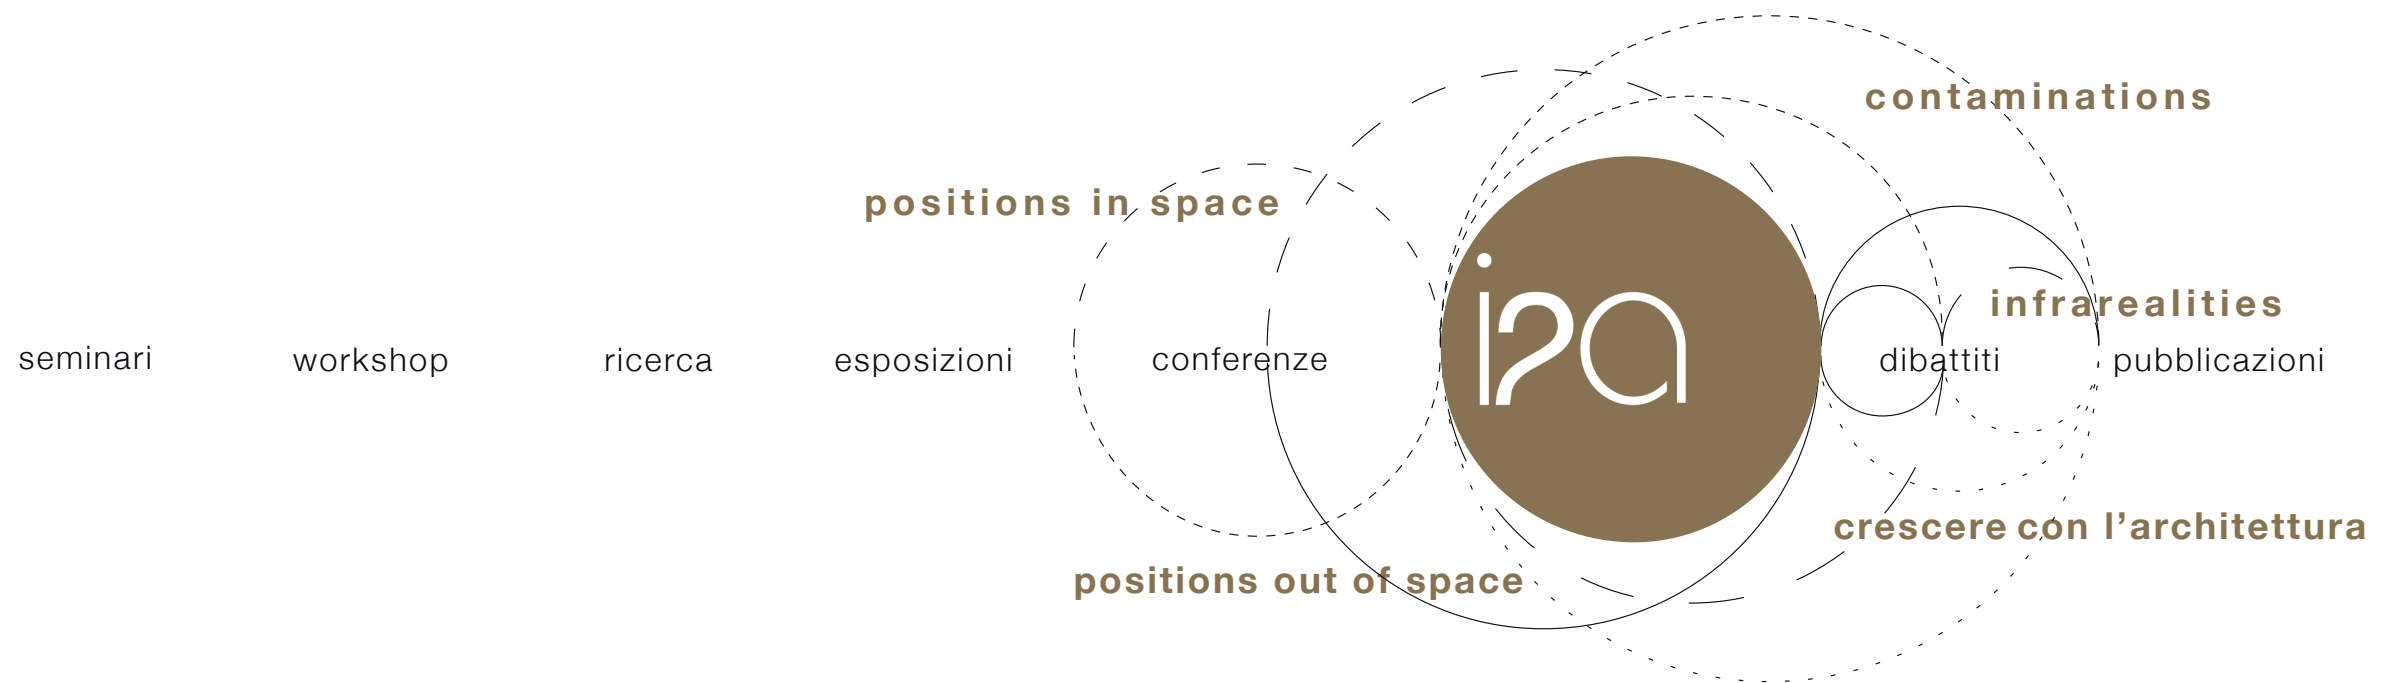 contaminations
positions in space
i2a
infrarealities
seminari workshop ricerca esposizioni conferenze dibattiti pubblicazioni
crescere con l’architettura
positions out of space